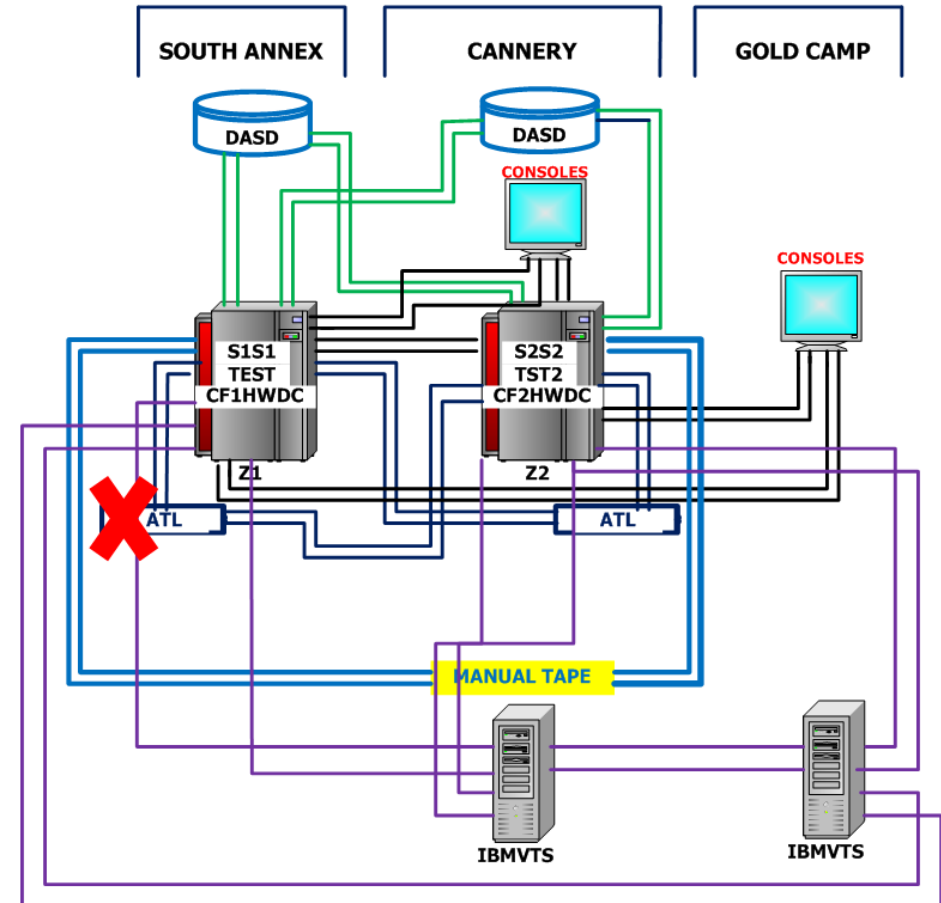 SOUTH ANNEX
CANNERY
GOLD CAMP
DASD
DASD
CONSOLES
CONSOLES
S1S1
TEST
CF1HWDC
S2S2
TST2
CF2HWDC
Z1
Z2
ATL
ATL
MANUAL TAPE
IBMVTS
IBMVTS